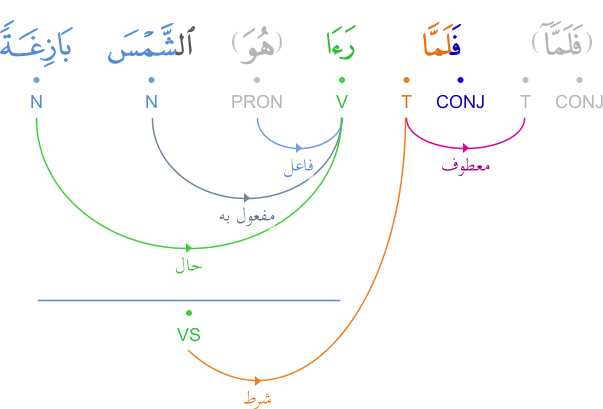 (فَلَمَّآ) فَلَمَّا رَءَا (هُوَ) ٱلشَّمْسَ بَازِغَةً
CONJ T CONJ T V PRON N N
فاعل
معطوف
مفعول به
حال
VS
شرط